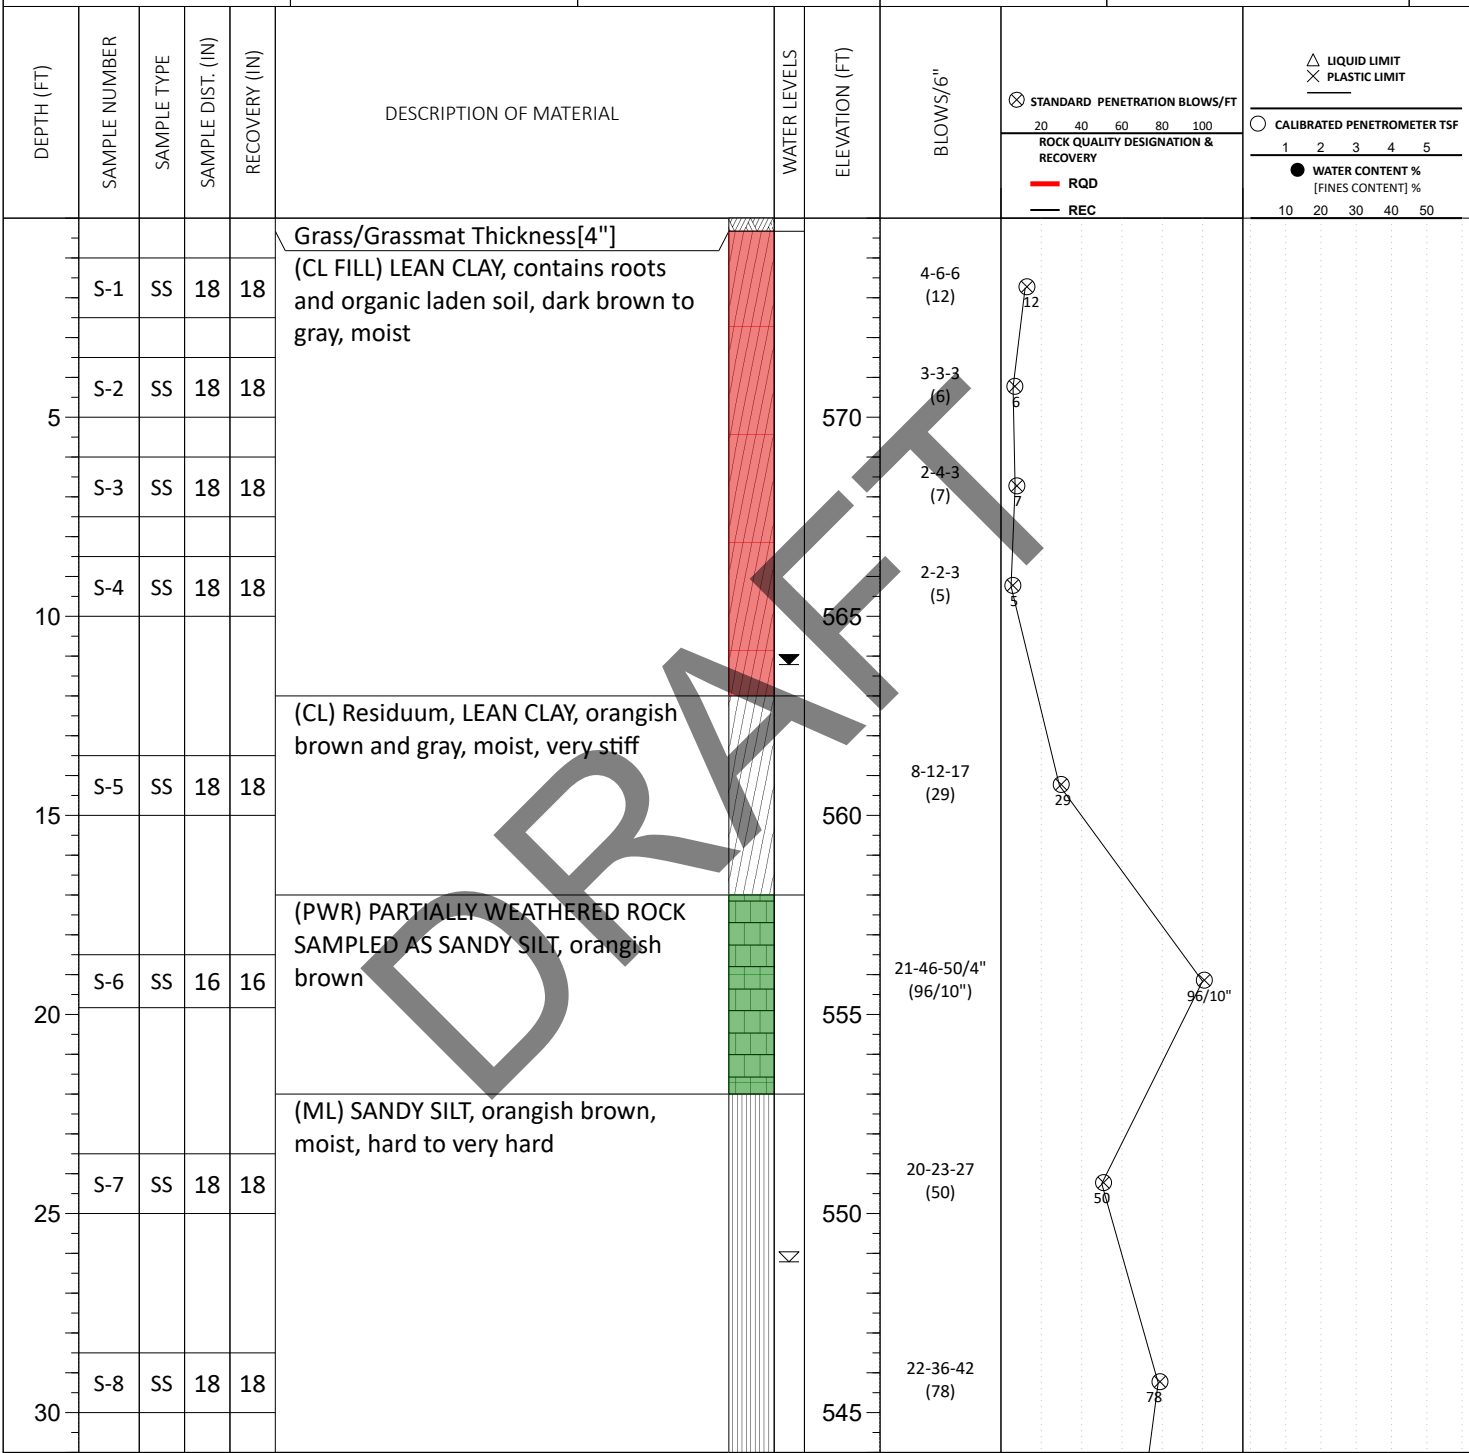 DEPTH (FT)
SAMPLE NUMBER
SAMPLE TYPE
SAMPLE DIST. (IN)
RECOVERY (IN)
DESCRIPTION OF MATERIAL
WATER LEVELS
ELEVATION (FT)
BLOWS/6"
STANDARD PENETRATION BLOWS/FT
20 40 60 80 100
ROCK QUALITY DESIGNATION &
RECOVERY
RQD
REC
LIQUID LIMIT
PLASTIC LIMIT
CALIBRATED PENETROMETER TSF
1 2 3 4 5
WATER CONTENT %
[FINES CONTENT] %
10 20 30 40 50
Grass/Grassmat Thickness[4"]
(CL FILL) LEAN CLAY, contains roots
and organic laden soil, dark brown to
gray, moist
S-1 SS 18 18
4-6-6
(12)
12
S-2 SS 18 18
3-3-3
(6)
6
5
570
S-3 SS 18 18
2-4-3
(7)
7
S-4 SS 18 18
2-2-3
(5)
5
10
565
(CL) Residuum, LEAN CLAY, orangish
brown and gray, moist, very stiff
S-5 SS 18 18
8-12-17
(29)
29
15
560
(PWR) PARTIALLY WEATHERED ROCK
SAMPLED AS SANDY SILT, orangish
brown
S-6 SS 16 16
21-46-50/4"
(96/10")
96/10"
20
555
(ML) SANDY SILT, orangish brown,
moist, hard to very hard
S-7 SS 18 18
20-23-27
(50)
50
25
550
S-8 SS 18 18
22-36-42
(78)
78
30
545
DRAFT